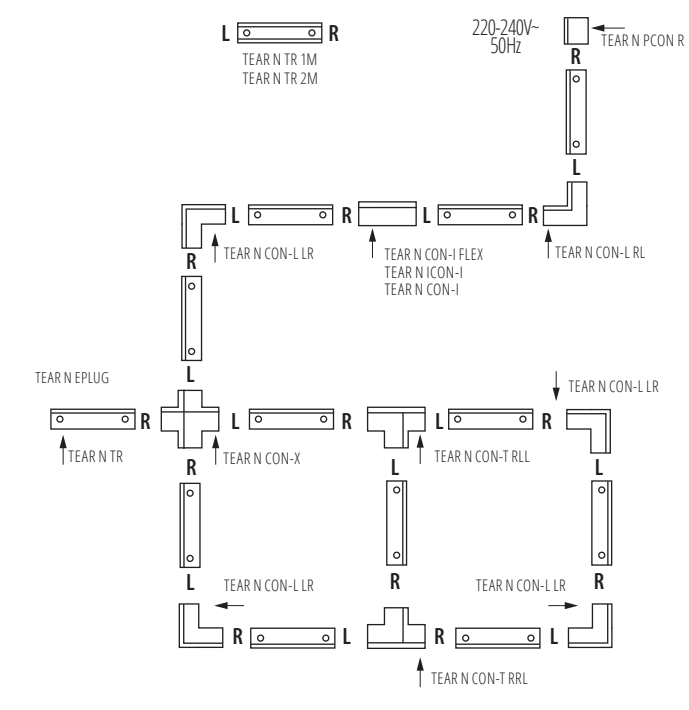 L R
TEAR N TR 1M
TEAR N TR 2M
220-240V~
50Hz
TEAR N PCON R
R
L
L R L R
TEAR N CON-L LR
TEAR N CON-I FLEX
TEAR N ICON-I
TEAR N CON-I
TEAR N CON-L RL
R
L
TEAR N EPLUG
TEAR N CON-L LR
R L R L R
TEAR N TR
TEAR N CON-X
TEAR N CON-T RLL
R L L
L R R
TEAR N CON-L LR
TEAR N CON-L LR
R L R L
TEAR N CON-T RRL